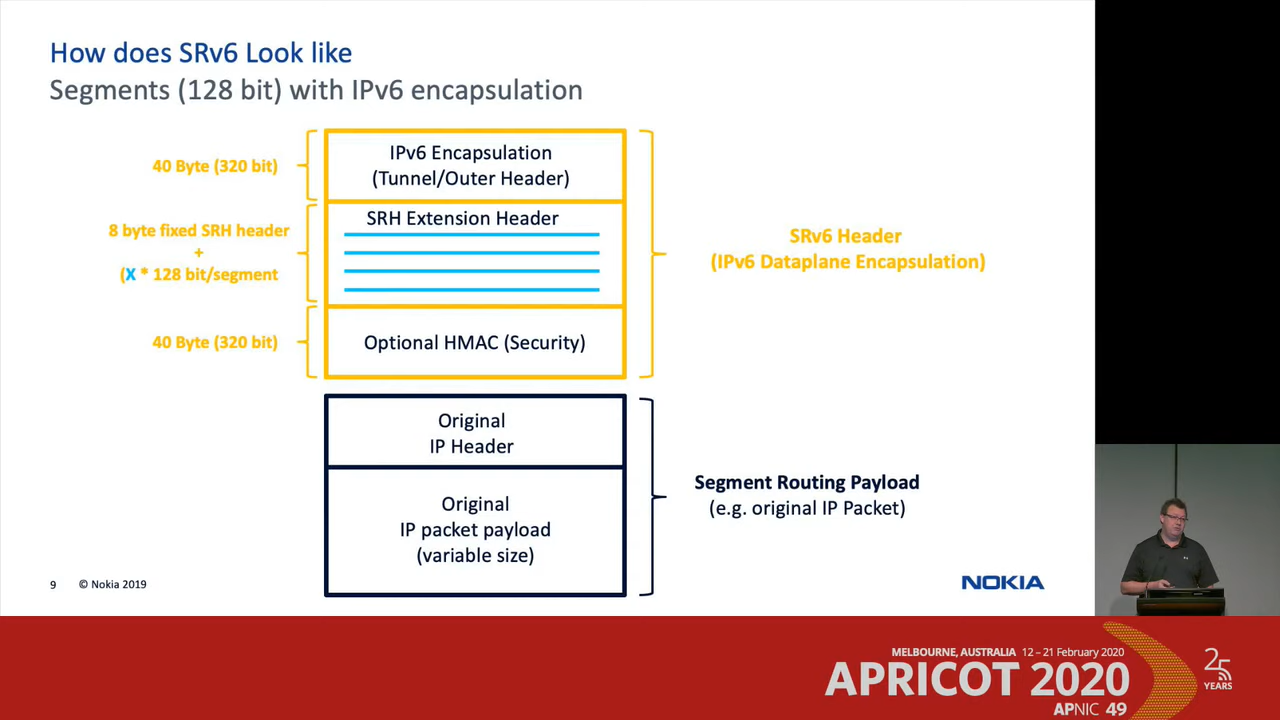 How does SRv6 Look like
Segments (128 bit) with IPv6 encapsulation
40 Byte (320 bit)
IPv6 Encapsulation
(Tunnel/Outer Header)
8 byte fixed SRH header
+
(X * 128 bit/segment
SRH Extension Header
SRv6 Header
(IPv6 Dataplane Encapsulation)
40 Byte (320 bit)
Optional HMAC (Security)
Original
IP Header
Original
IP packet payload
(variable size)
Segment Routing Payload
(e.g. original IP Packet)
9 © Nokia 2019
NOKIA
MELBOURNE, AUSTRALIA 12 – 21 February 2020
APRICOT 2020
APNIC 49
25
YEARS